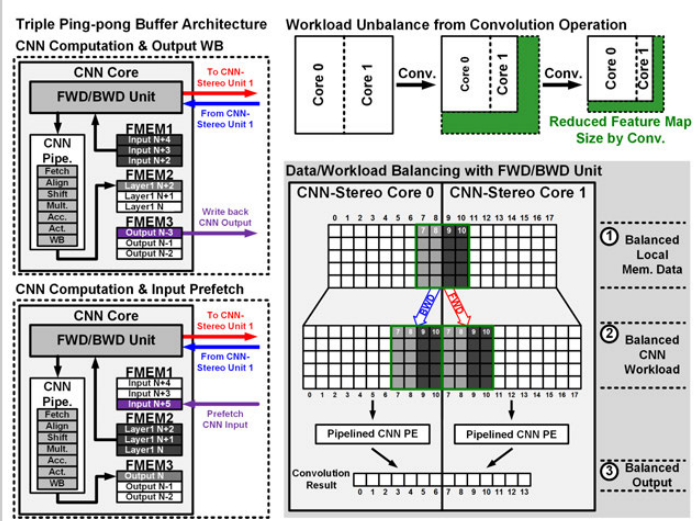 Triple Ping-pong Buffer Architecture
CNN Computation & Output WB
CNN Core
FWD/BWD Unit
To CNN-
Stereo Unit 1
From CNN-
Stereo Unit 1
CNN
Pipe.
Fetch
Align
Shift
Mult.
Acc.
Act.
WB
FMEM1
Input N+4
Input N+3
Input N+2
FMEM2
Layer1 N+2
Layer1 N+1
Layer1 N
FMEM3
Output N-3
Output N-1
Output N-2
Write back
CNN Output
CNN Computation & Input Prefetch
CNN Core
FWD/BWD Unit
To CNN-
Stereo Unit 1
From CNN-
Stereo Unit 1
CNN
Pipe.
Fetch
Align
Shift
Mult.
Acc.
Act.
WB
FMEM1
Input N+4
Input N+3
Input N+5
FMEM2
Layer1 N+2
Layer1 N+1
Layer1 N
FMEM3
Output N
Output N-1
Output N-2
Prefetch
CNN Input
Workload Unbalance from Convolution Operation
Core 0
Core 1
Conv.
Core 0
Core 1
Conv.
Core 0
Core 1
Reduced Feature Map
Size by Conv.
Data/Workload Balancing with FWD/BWD Unit
CNN-Stereo Core 0
CNN-Stereo Core 1
0 1 2 3 4 5 6 7 8 9 10 11 12 13 14 15 16 17
7 8 9 10
BWD
FWD
1 Balanced
Local
Mem. Data
7 8 9 10 7 8 9 10
0 1 2 3 4 5 6 7 8 9 10 7 8 9 10 11 12 13 14 15 16 17
2 Balanced
CNN
Workload
Pipelined CNN PE
Pipelined CNN PE
Convolution
Result
0 1 2 3 4 5 6 7 8 9 10 11 12 13
3 Balanced
Output